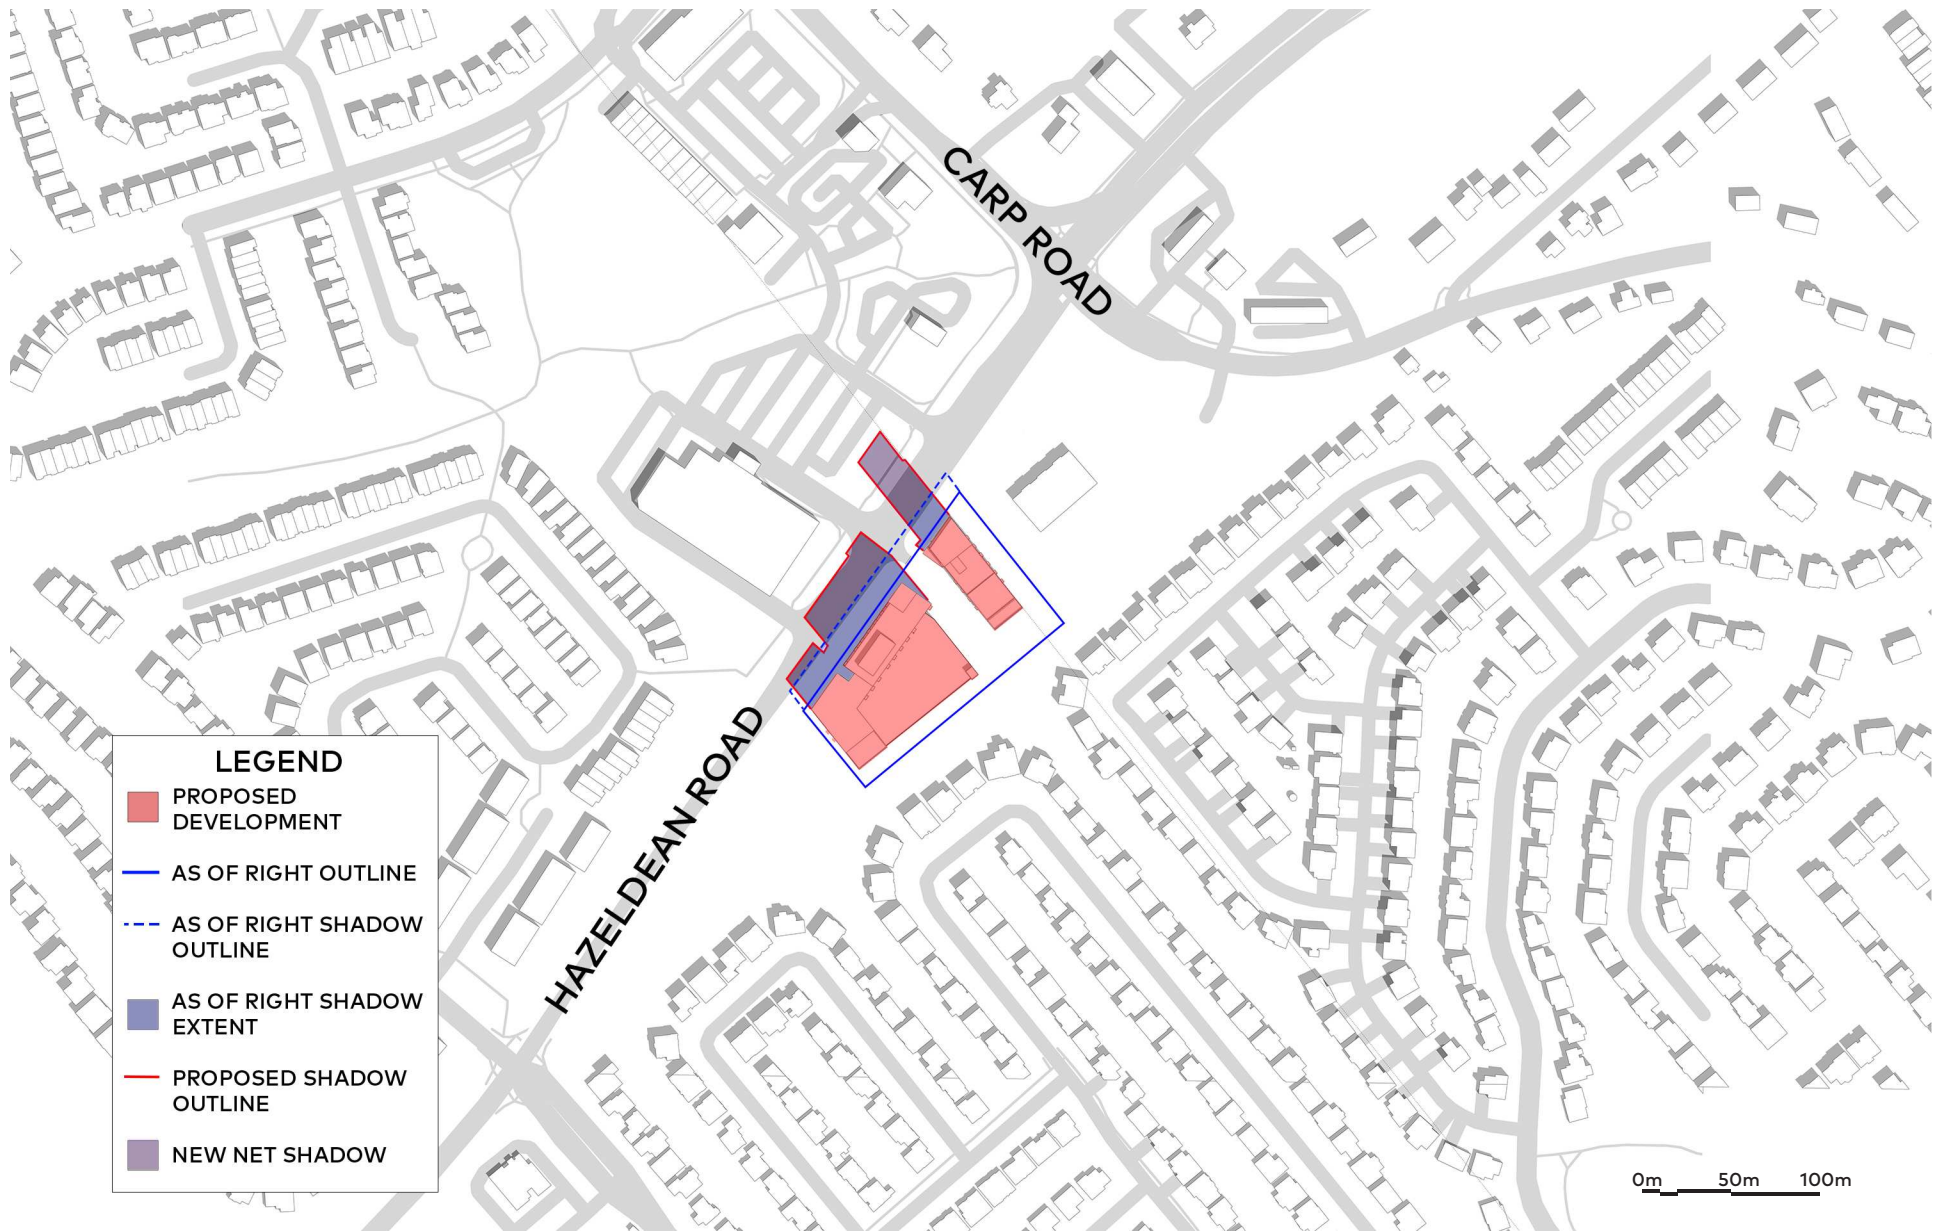 CARP ROAD
HAZELDEAN ROAD
LEGEND
PROPOSED
DEVELOPMENT
AS OF RIGHT OUTLINE
AS OF RIGHT SHADOW
OUTLINE
AS OF RIGHT SHADOW
EXTENT
PROPOSED SHADOW
OUTLINE
NEW NET SHADOW
0m 50m 100m